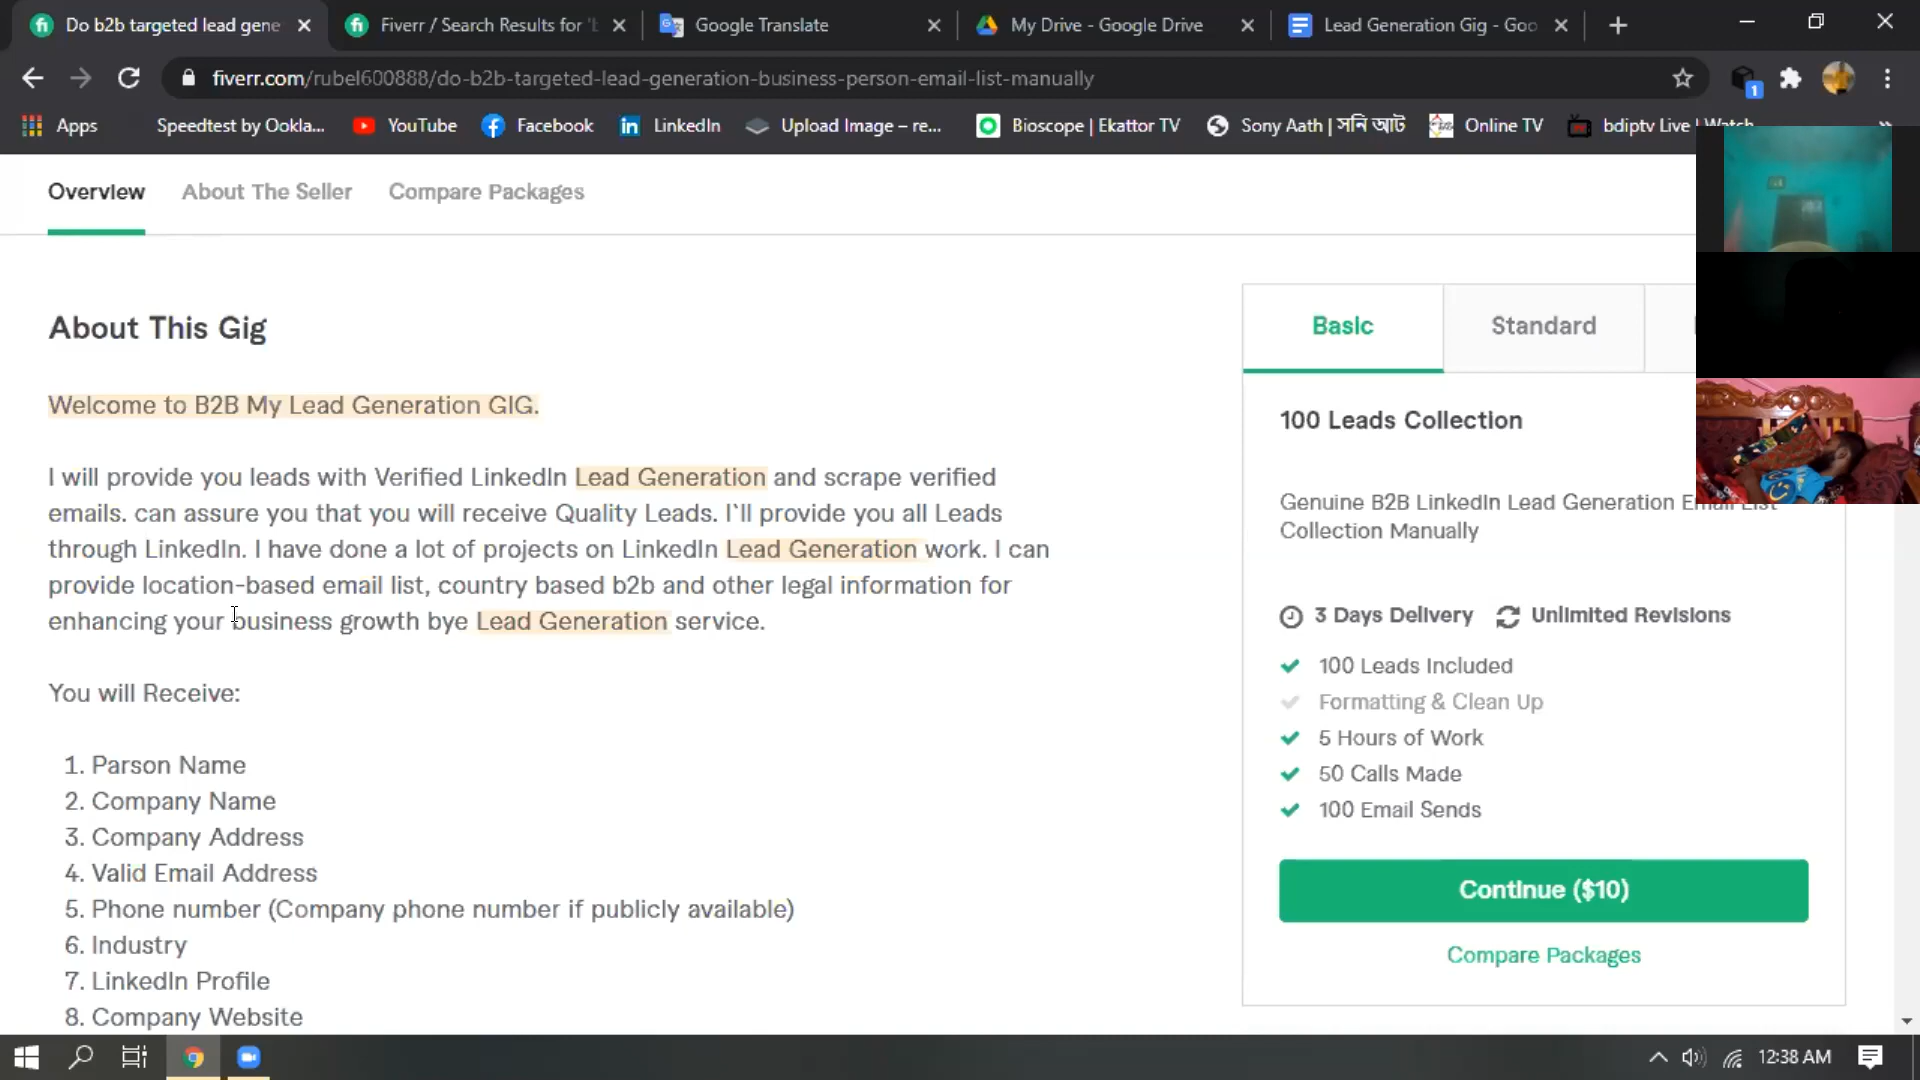 Do b2b targeted lead gene
Fiverr / Search Results for 'b
Google Translate
My Drive - Google Drive
Lead Generation Gig - Goo
fiverr.com/rubel600888/do-b2b-targeted-lead-generation-business-person-email-list-manually
1
Apps
Speedtest by Ookla...
YouTube
Facebook
LinkedIn
Upload Image – re...
Bioscope | Ekattor TV
Sony Aath | সনি আট
Online TV
bdiptv Live | Watch
Overview
About The Seller
Compare Packages
About This Gig
Welcome to B2B My Lead Generation GIG.
I will provide you leads with Verified LinkedIn Lead Generation and scrape verified
emails. can assure you that you will receive Quality Leads. I`ll provide you all Leads
through LinkedIn. I have done a lot of projects on LinkedIn Lead Generation work. I can
provide location-based email list, country based b2b and other legal information for
enhancing your business growth bye Lead Generation service.
You will Receive:
1. Parson Name
2. Company Name
3. Company Address
4. Valid Email Address
5. Phone number (Company phone number if publicly available)
6. Industry
7. LinkedIn Profile
8. Company Website
Basic
Standard
100 Leads Collection
Genuine B2B LinkedIn Lead Generation Email List
Collection Manually
3 Days Delivery
Unlimited Revisions
100 Leads Included
Formatting & Clean Up
5 Hours of Work
50 Calls Made
100 Email Sends
Continue ($10)
Compare Packages
12:38 AM